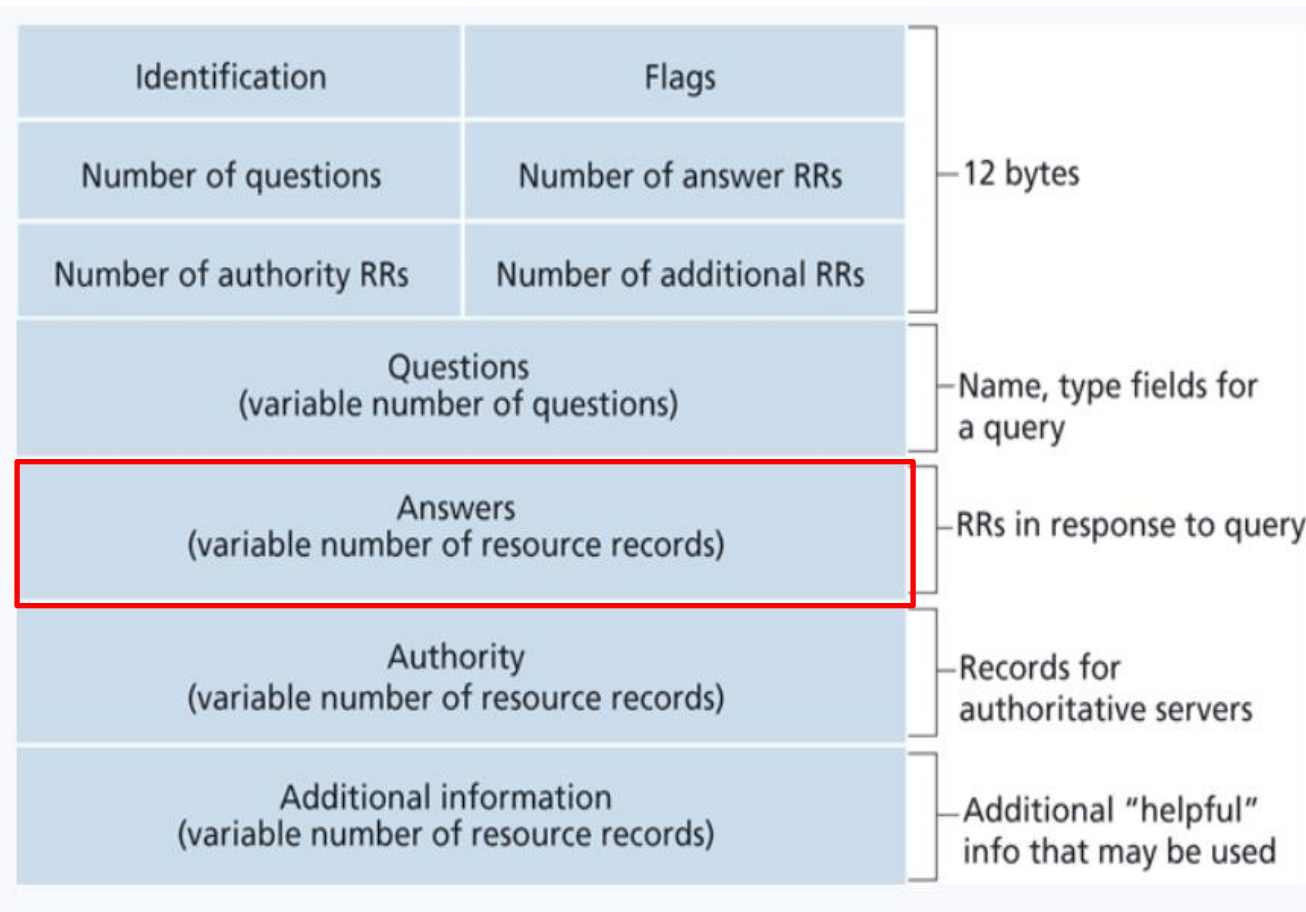 Identification
Flags
Number of questions
Number of answer RRs
12 bytes
Number of authority RRs
Number of additional RRs
Questions
(variable number of questions)
Name, type fields for
a query
Answers
(variable number of resource records)
RRs in response to query
Authority
(variable number of resource records)
Records for
authoritative servers
Additional information
(variable number of resource records)
Additional “helpful”
info that may be used